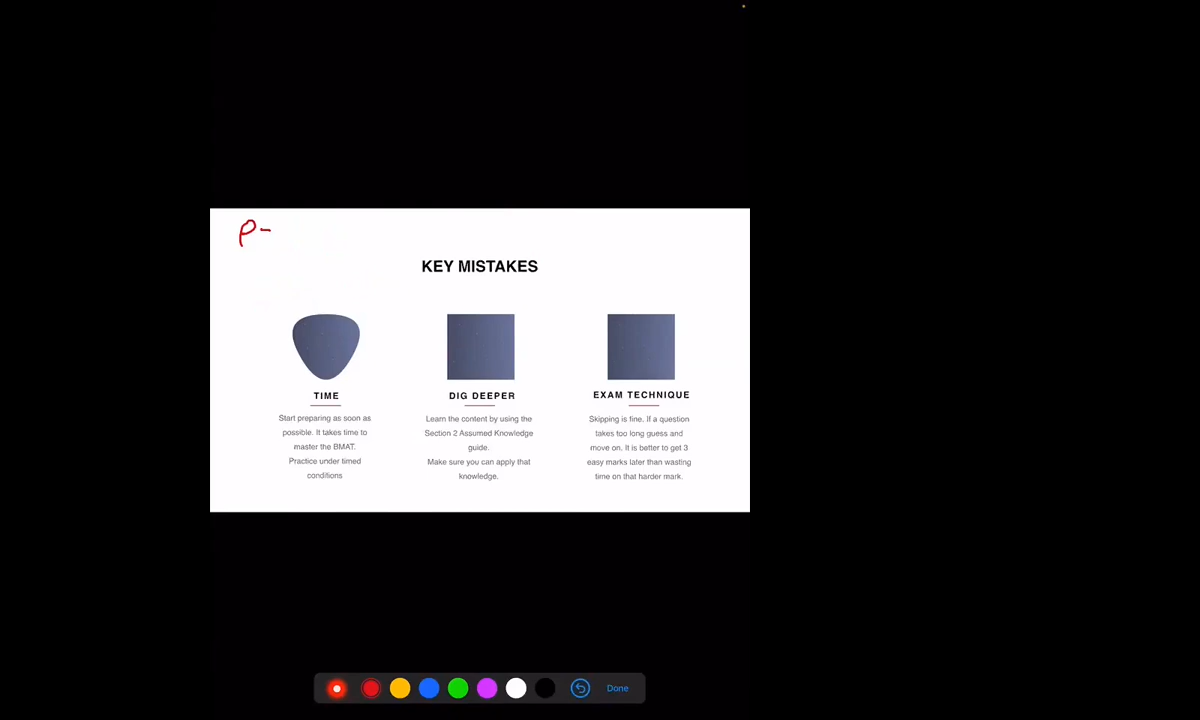 P-
KEY MISTAKES
TIME
Start preparing as soon as
possible. It takes time to
master the BMAT.
Practice under timed
conditions
DIG DEEPER
Learn the content by using the
Section 2 Assumed Knowledge
guide.
Make sure you can apply that
knowledge.
EXAM TECHNIQUE
Skipping is fine. If a question
takes too long guess and
move on. It is better to get 3
easy marks later than wasting
time on that harder mark.
Done